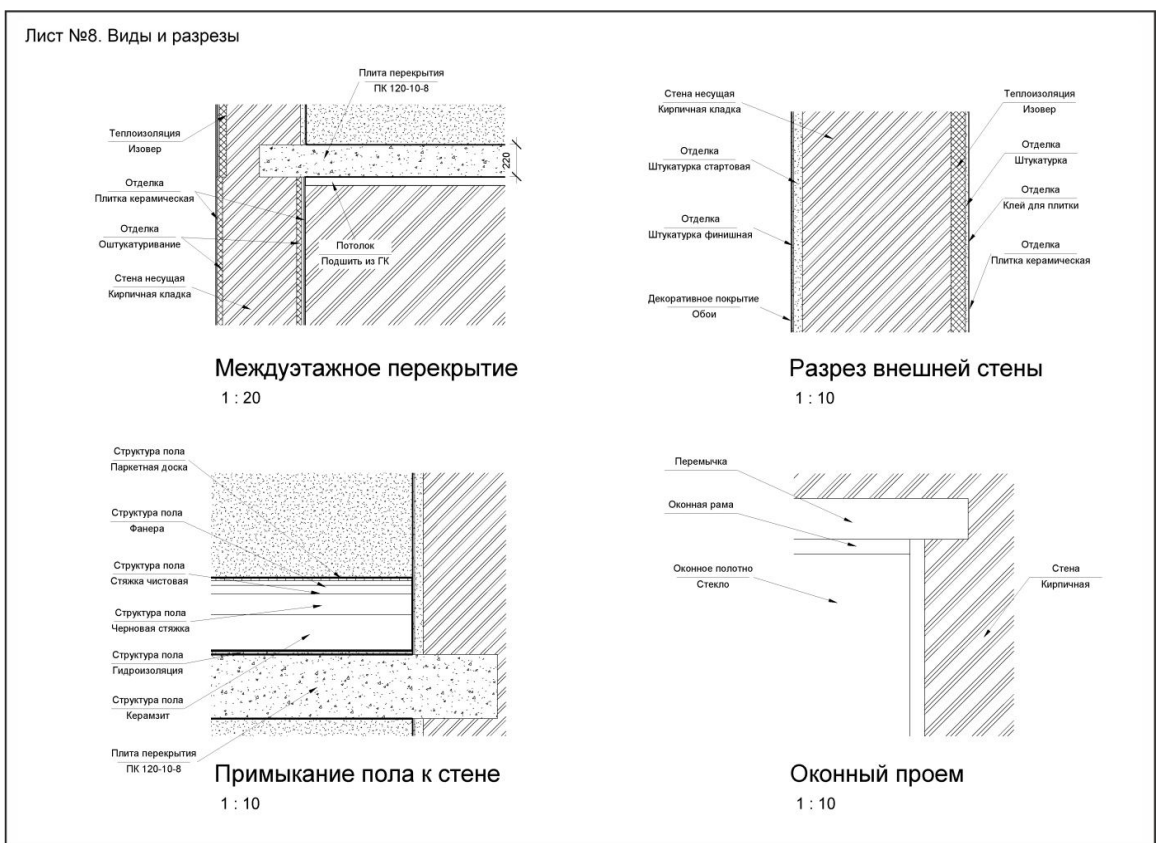 Лист №8. Виды и разрезы
Плита перекрытия
ПК 120-10-8
Теплоизоляция
Изовер
Отделка
Плитка керамическая
Отделка
Оштукатуривание
Стена несущая
Кирпичная кладка
220
Потолок
Подшить из ГК
Междуэтажное перекрытие
1 : 20
Стена несущая
Кирпичная кладка
Отделка
Штукатурка стартовая
Отделка
Штукатурка финишная
Декоративное покрытие
Обои
Теплоизоляция
Изовер
Отделка
Штукатурка
Отделка
Клей для плитки
Отделка
Плитка керамическая
Разрез внешней стены
1 : 10
Структура пола
Паркетная доска
Структура пола
Фанера
Структура пола
Стяжка чистовая
Структура пола
Черновая стяжка
Структура пола
Гидроизоляция
Структура пола
Керамзит
Плита перекрытия
ПК 120-10-8
Примыкание пола к стене
1 : 10
Перемычка
Оконная рама
Оконное полотно
Стекло
Стена
Кирпичная
Оконный проем
1 : 10